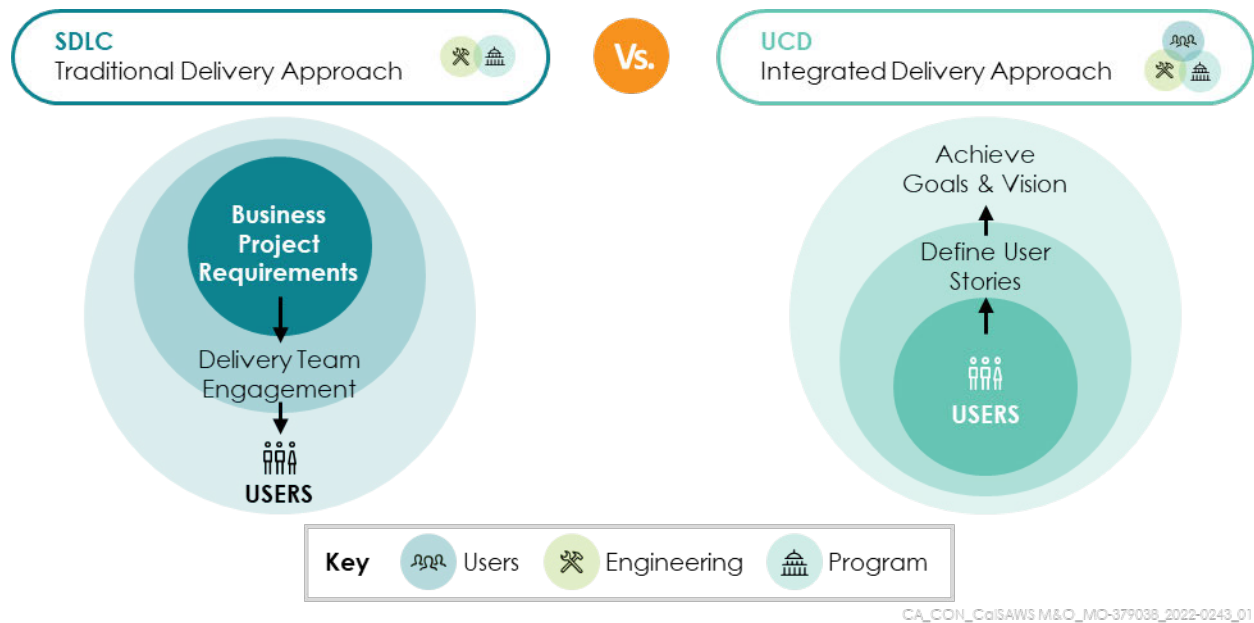 SDLC
Traditional Delivery Approach
Vs.
UCD
Integrated Delivery Approach
Business
Project
Requirements
Delivery Team
Engagement
USERS
Achieve
Goals & Vision
Define User
Stories
USERS
Key
Users
Engineering
Program
CA_CON_CalSAWS M&O_MO-379038_2022-0243_01